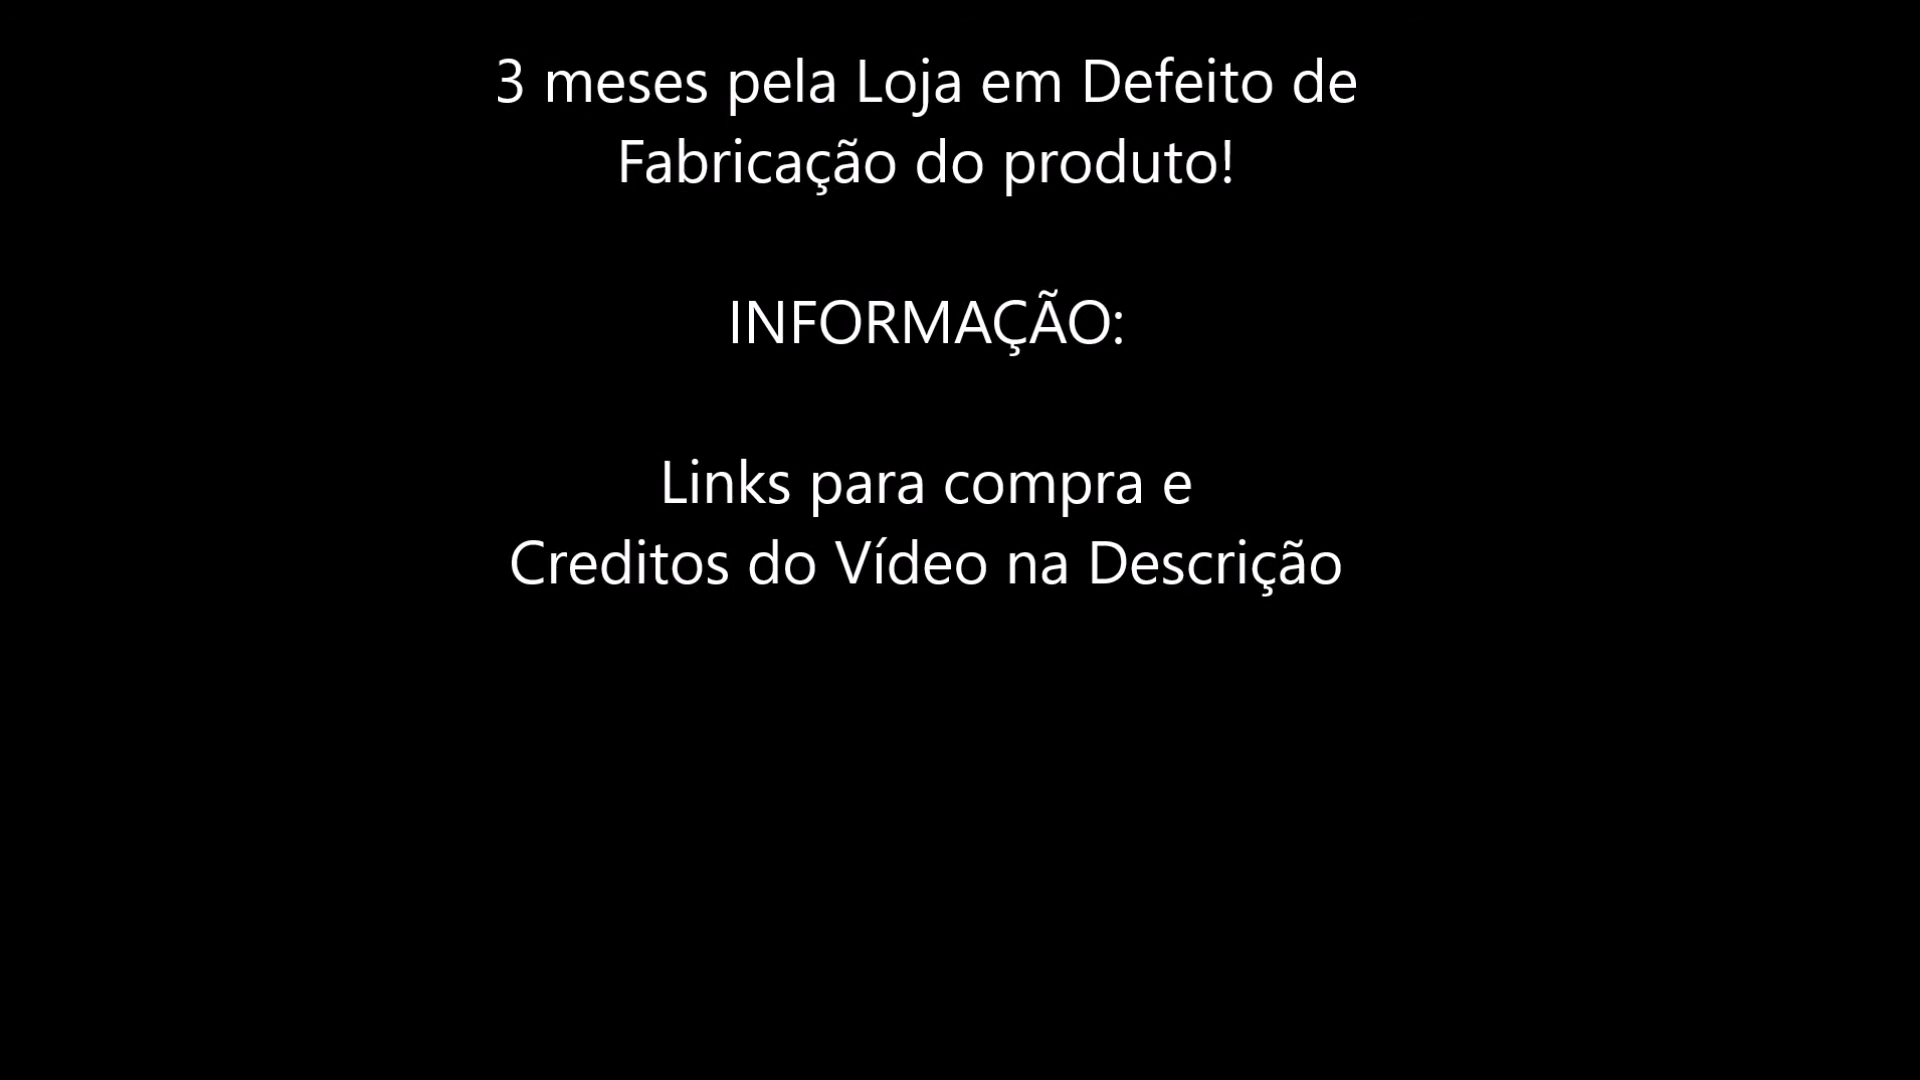 3 meses pela Loja em Defeito de
Fabricação do produto!
INFORMAÇÃO:
Links para compra e
Creditos do Vídeo na Descrição